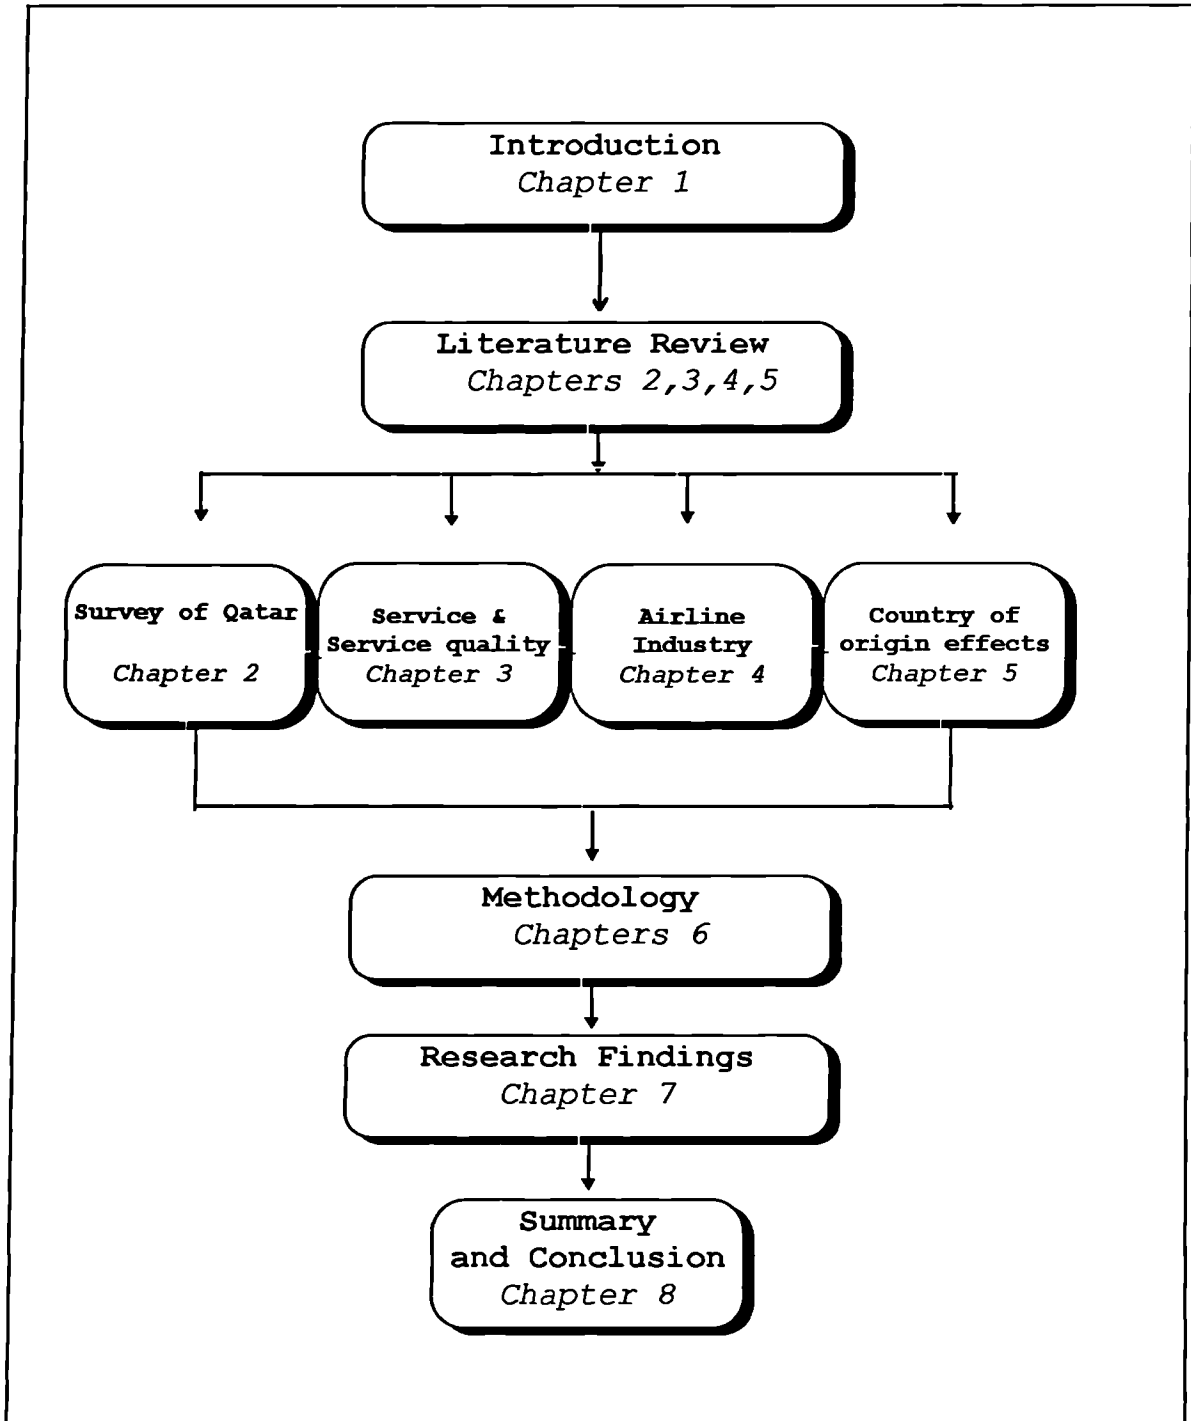 Introduction
Chapter 1
Literature Review
Chapters 2,3,4,5
Survey of Qatar
Chapter 2
Service &
Service quality
Chapter 3
Airline
Industry
Chapter 4
Country of
origin effects
Chapter 5
Methodology
Chapters 6
Research Findings
Chapter 7
Summary
and Conclusion
Chapter 8